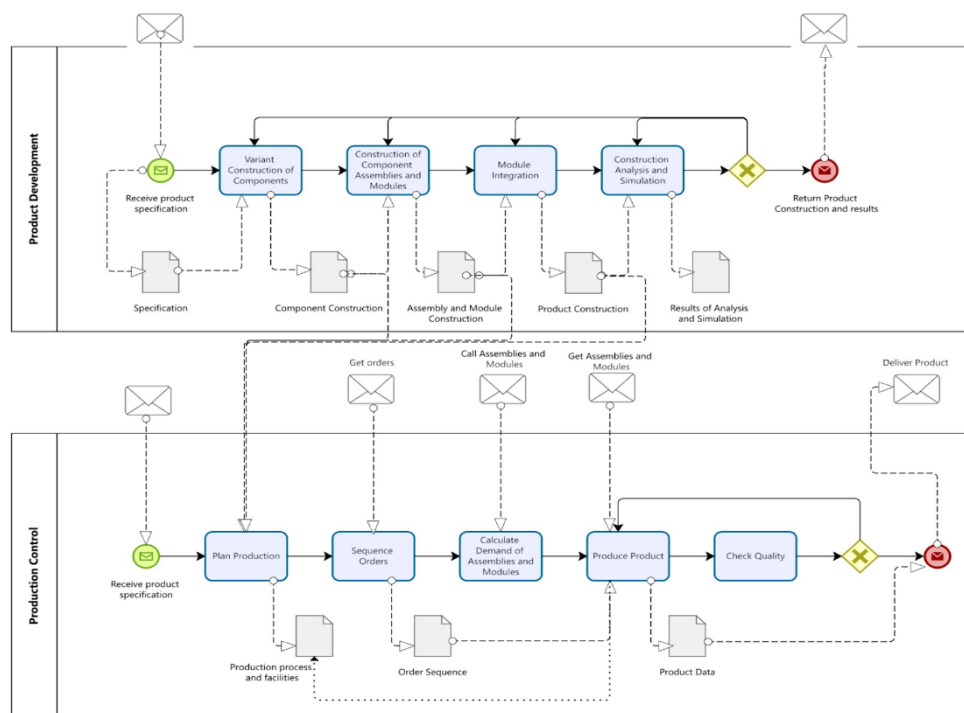 Product Development
Variant
Construction of
Components
Construction of
Component
Assemblies and
Modules
Module
Integration
Construction
Analysis and
Simulation
Receive product
specification
Return Product
Construction and results
Specification
Component Construction
Assembly and Module
Construction
Product Construction
Results of Analysis
and Simulation
Get orders
Call Assemblies and
Modules
Get Assemblies and
Modules
Deliver Product
Production Control
Plan Production
Sequence
Orders
Calculate
Demand of
Assemblies and
Modules
Produce Product
Check Quality
Receive product
specification
Production process
and facilities
Order Sequence
Product Data